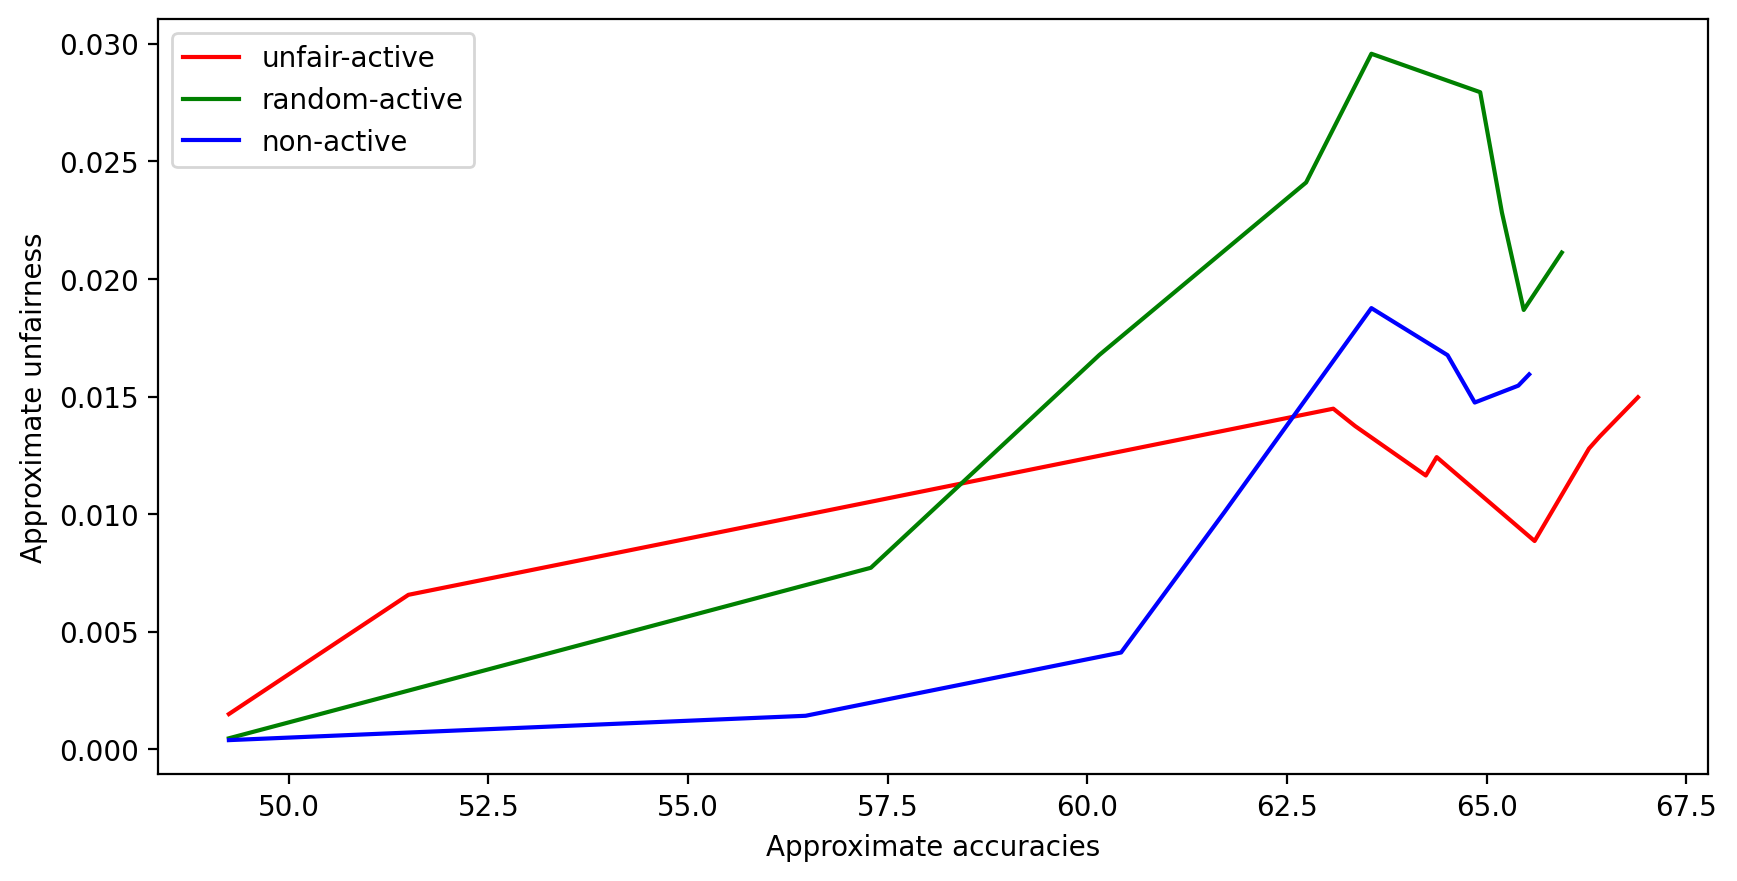 unfair-active
random-active
non-active
0.030
0.025
0.020
0.015
0.010
0.005
0.000
Approximate unfairness
50.0 52.5 55.0 57.5 60.0 62.5 65.0 67.5
Approximate accuracies